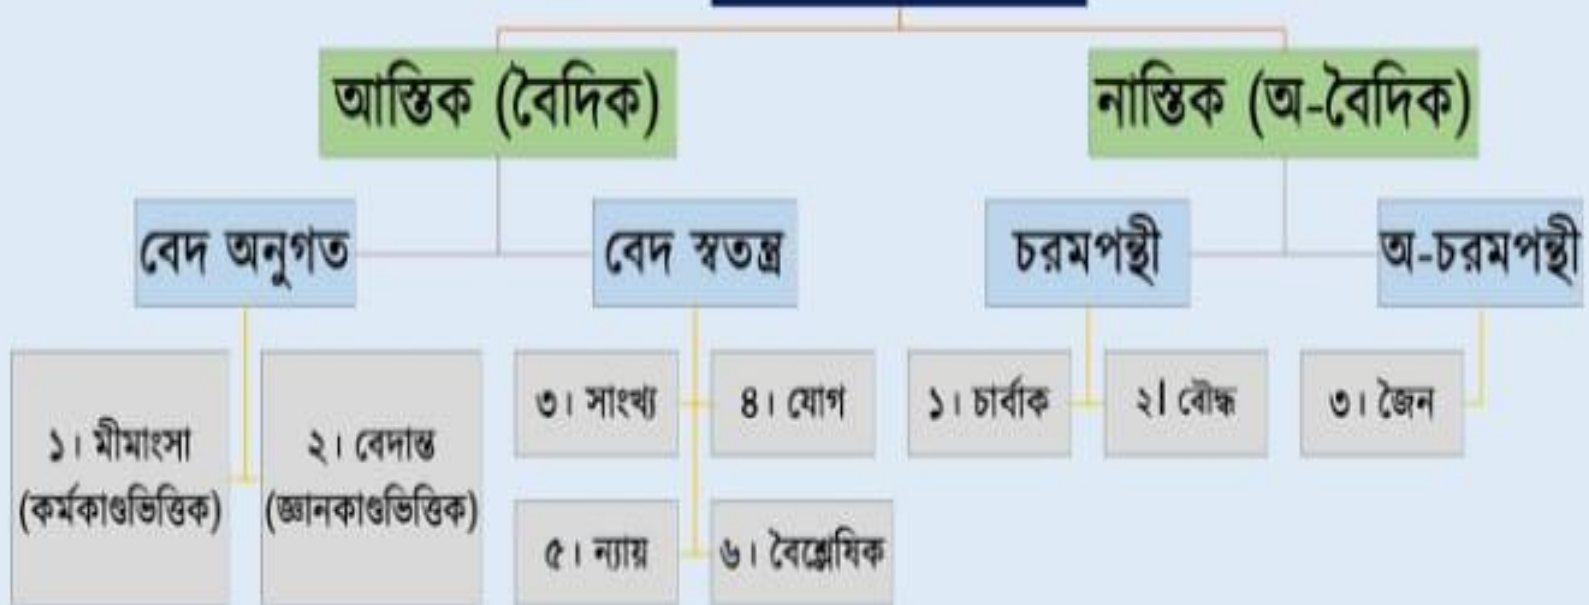 আস্তিক (বৈদিক)
নাস্তিক (অ-বৈদিক)
বেদ অনুগত
বেদ স্বতন্ত্র
চরমপন্থী
অ-চরমপন্থী
১। মীমাংসা
(কর্মকাণ্ডভিত্তিক)
২। বেদান্ত
(জ্ঞানকাণ্ডভিত্তিক)
৩। সাংখ্য
৪। যোগ
১। চার্বাক
২। বৌদ্ধ
৩। জৈন
৫। ন্যায়
৬। বৈশ্লেষিক